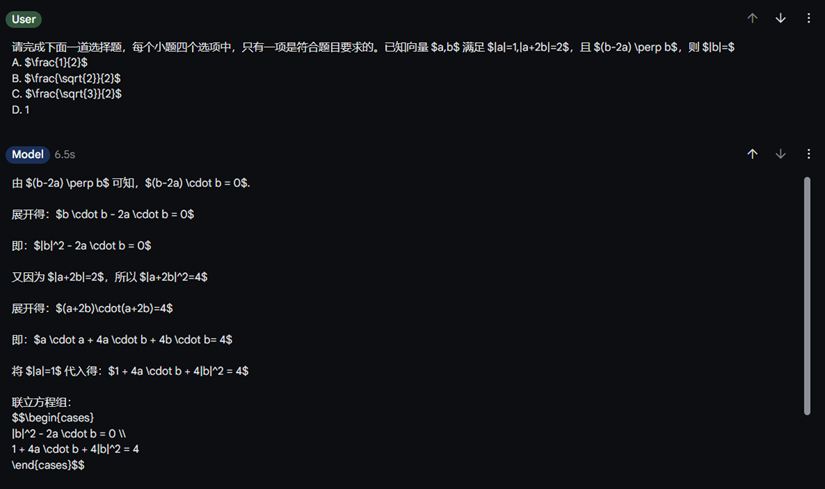 User
请完成下面一道选择题，每个小题四个选项中，只有一项是符合题目要求的。已知向量 $a,b$ 满足 $|a|=1,|a+2b|=2$，且 $(b-2a) \perp b$，则 $|b|=$
A. $\frac{1}{2}$
B. $\frac{\sqrt{2}}{2}$
C. $\frac{\sqrt{3}}{2}$
D. 1
Model 6.5s
由 $(b-2a) \perp b$ 可知，$(b-2a) \cdot b = 0$.
展开得：$b \cdot b - 2a \cdot b = 0$
即：$|b|^2 - 2a \cdot b = 0$
又因为 $|a+2b|=2$，所以 $|a+2b|^2=4$
展开得：$(a+2b)\cdot(a+2b)=4$
即：$a \cdot a + 4a \cdot b + 4b \cdot b= 4$
将 $|a|=1$ 代入得：$1 + 4a \cdot b + 4|b|^2 = 4$
联立方程组：
$$\begin{cases}
|b|^2 - 2a \cdot b = 0 \\
1 + 4a \cdot b + 4|b|^2 = 4
\end{cases}$$